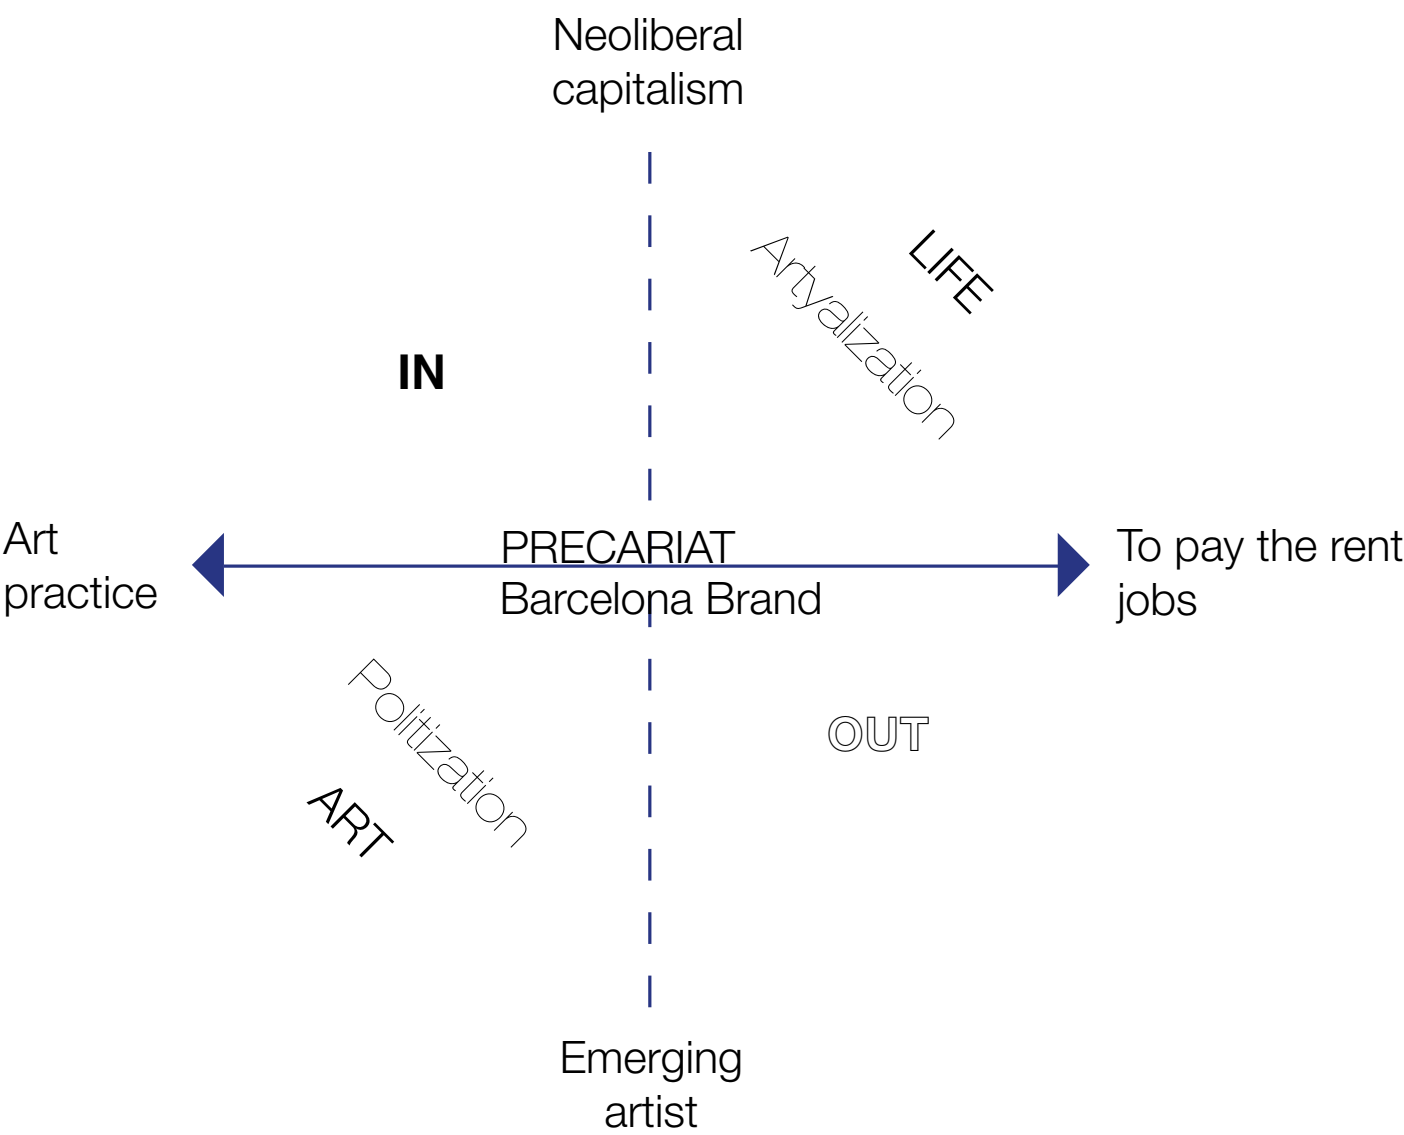 Neoliberal
capitalism
LIFE
Artyalization
IN
Art
practice
PRECARIAT
Barcelona Brand
To pay the rent
jobs
Politization
ART
OUT
Emerging
artist